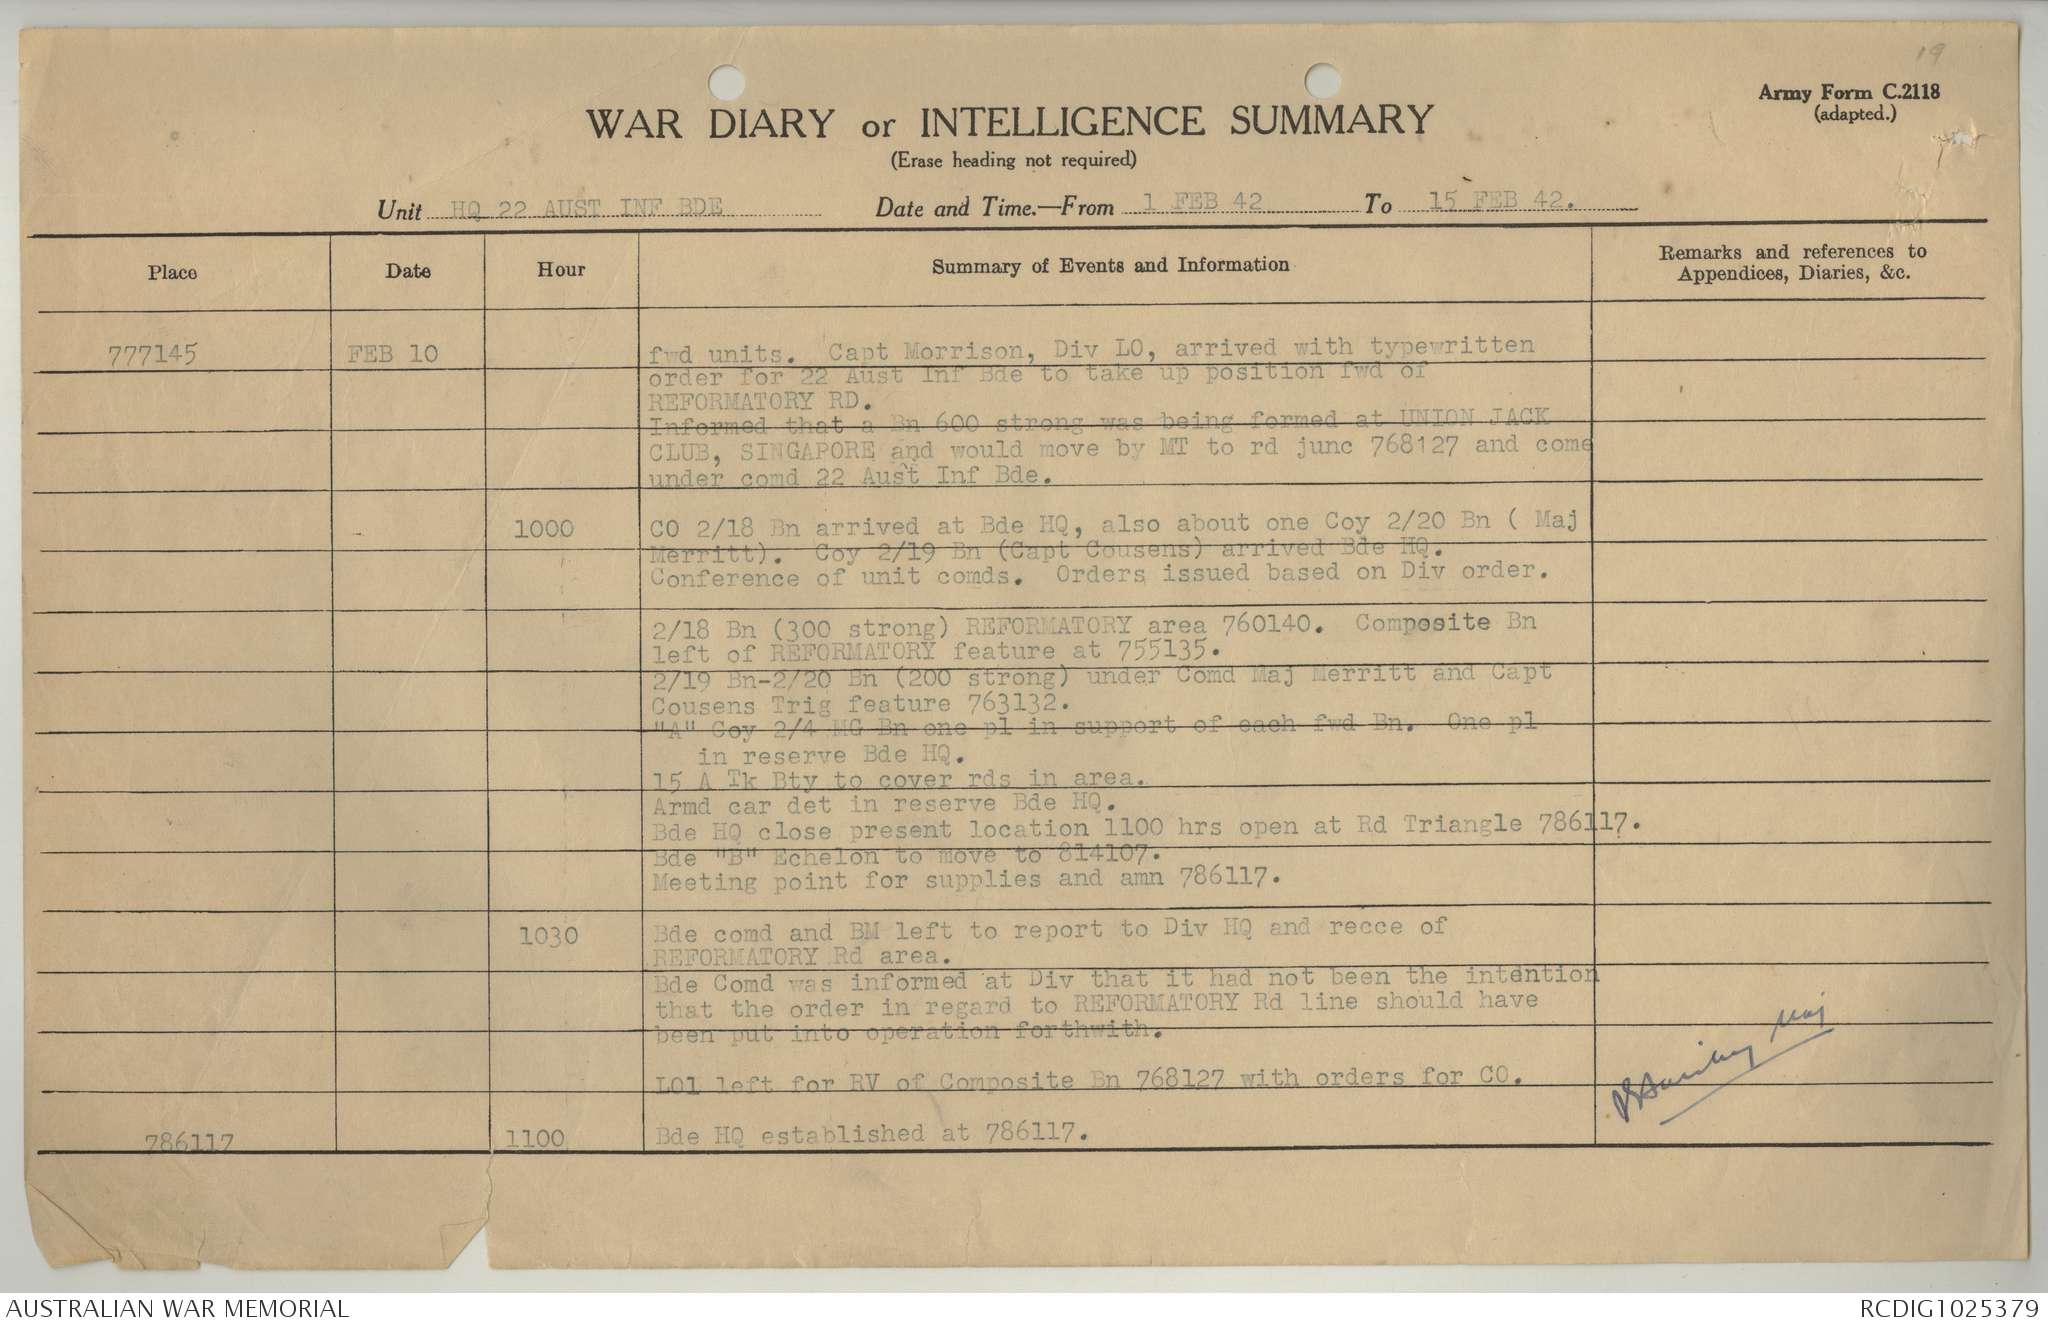 19
Army Form C.2118
(adapted.)
WAR DIARY or INTELLIGENCE SUMMARY
(Erase heading not required)
Unit HQ 22 AUST INF BDE Date and Time.—From 1 FEB 42 To 15 FEB 42.
Place Date Hour Summary of Events and Information Remarks and references to
Appendices, Diaries, &c.
777145 FEB 10 fwd units. Capt Morrison, Div LO, arrived with typewritten
order for 22 Aust Inf Bde to take up position fwd of
REFORMATORY RD.
Informed that a Bn 600 strong was being formed at UNION JACK
CLUB, SINGAPORE and would move by MT to rd junc 768127 and come
under comd 22 Aust Inf Bde.
1000 CO 2/18 Bn arrived at Bde HQ, also about one Coy 2/20 Bn ( Maj
Merritt). Coy 2/19 Bn (Capt Cousens) arrived Bde HQ.
Conference of unit comds. Orders issued based on Div order.
2/18 Bn (300 strong) REFORMATORY area 760140. Composite Bn
left of REFORMATORY feature at 755135.
2/19 Bn-2/20 Bn (200 strong) under Comd Maj Merritt and Capt
Cousens Trig feature 763132.
"A" Coy 2/4 MG Bn one pl in support of each fwd Bn. One pl
in reserve Bde HQ.
15 A Tk Bty to cover rds in area.
Armd car det in reserve Bde HQ.
Bde HQ close present location 1100 hrs open at Rd Triangle 786117.
Bde "B" Echelon to move to 814107.
Meeting point for supplies and amn 786117.
1030 Bde comd and BM left to report to Div HQ and recce of
REFORMATORY Rd area.
Bde Comd was informed at Div that it had not been the intention
that the order in regard to REFORMATORY Rd line should have
been put into operation forthwith.
LO1 left for RV of Composite Bn 768127 with orders for CO.
Maj
786117 1100 Bde HQ established at 786117.
AUSTRALIAN WAR MEMORIAL RCDIG1025379